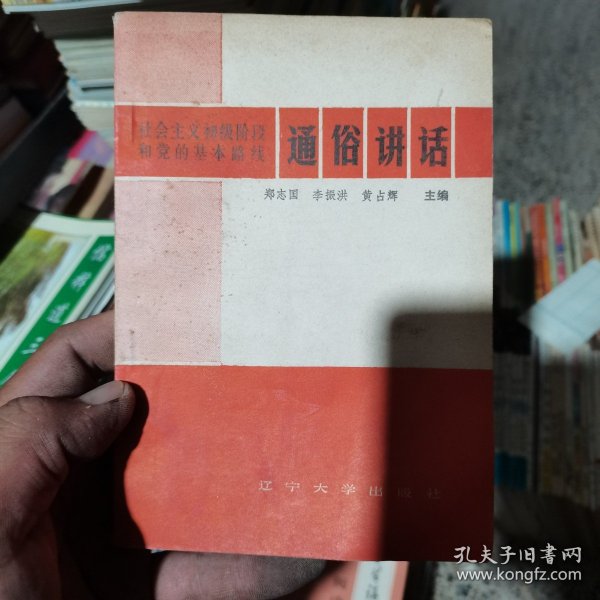 社会主义初级阶段
和党的基本路线
通俗讲话
郑志国 李振洪 黄占辉 主编
辽宁大学出版社
孔夫子旧书网
www.kongfz.com